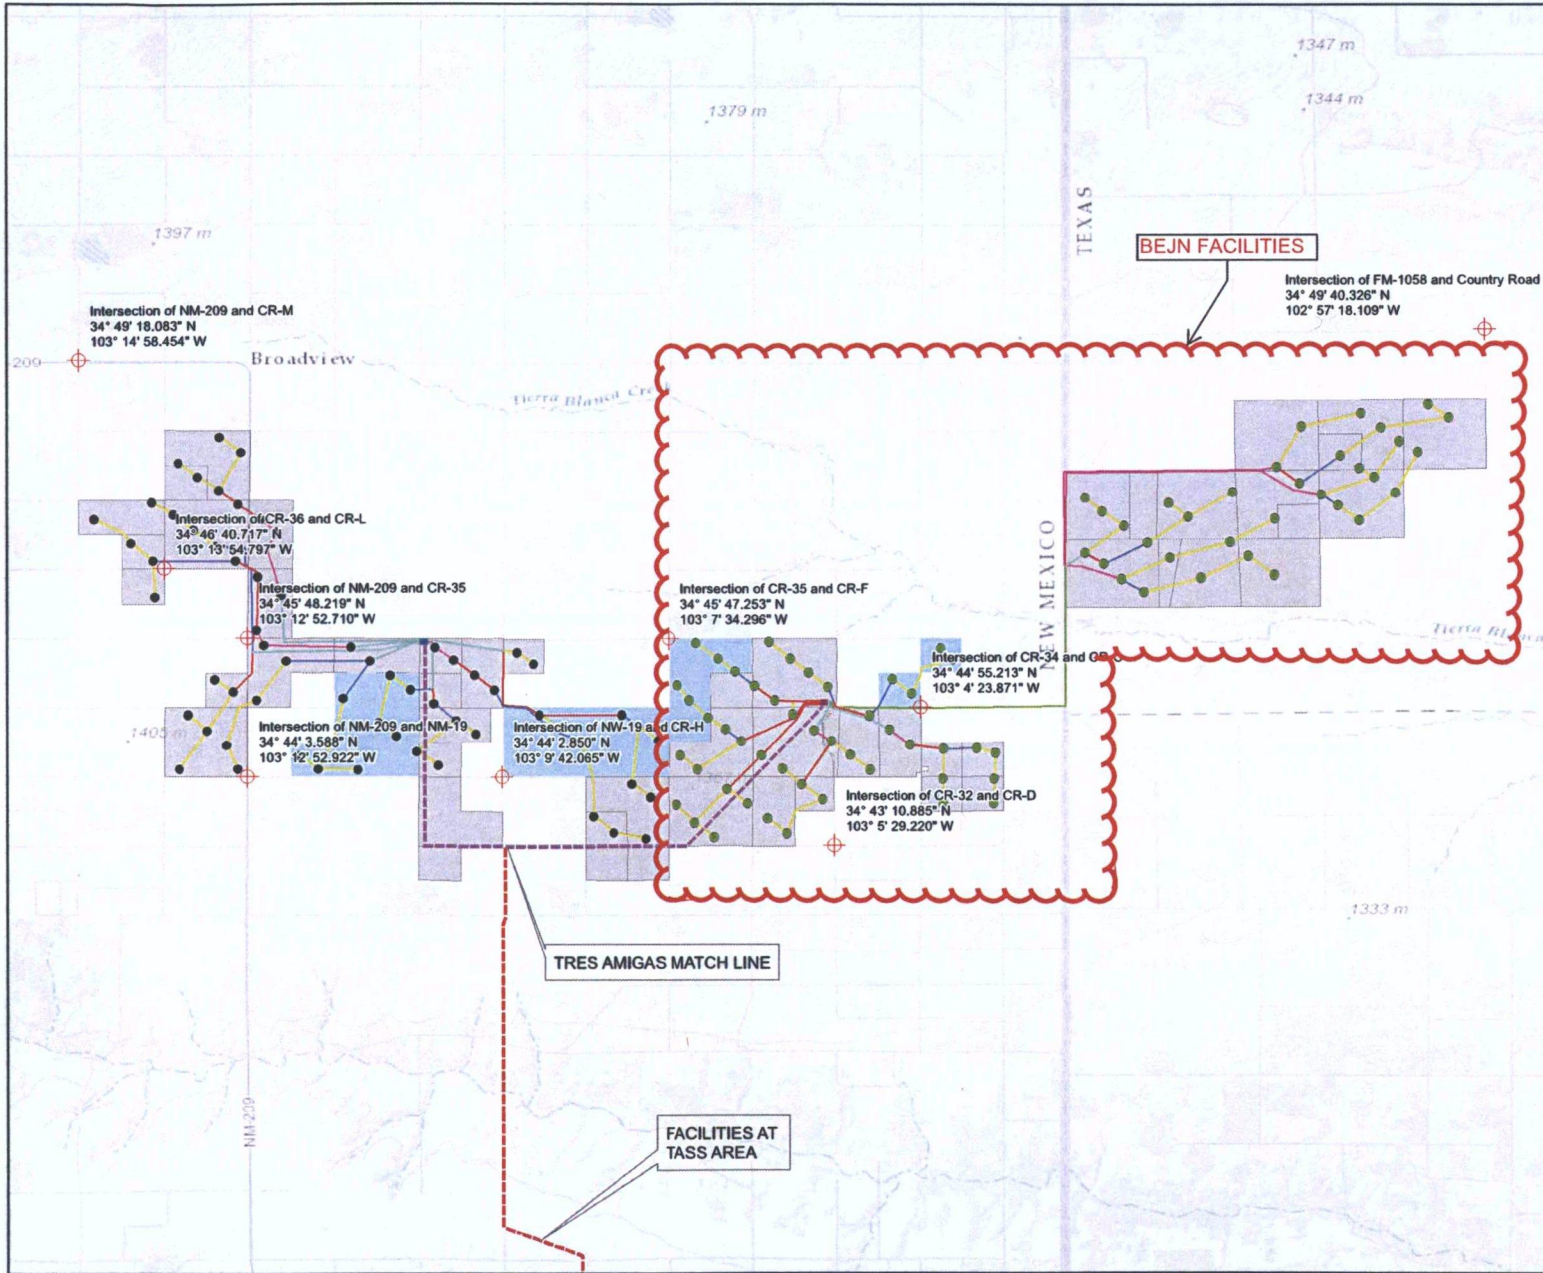 1347 m
1344 m
1379 m
1397 m
TEXAS
BEJN FACILITIES
Intersection of FM-1058 and Country Road
34° 49' 40.326" N
102° 57' 18.109" W
Intersection of NM-209 and CR-M
34° 49' 18.083" N
103° 14' 58.454" W
209
Broadview
Tierra Blanca Creek
Intersection of CR-36 and CR-L
34° 46' 40.717" N
103° 13' 54.797" W
NEW MEXICO
Intersection of NM-209 and CR-35
34° 45' 48.219" N
103° 12' 52.710" W
Intersection of CR-35 and CR-F
34° 45' 47.253" N
103° 7' 34.296" W
Tierra Blanca
Intersection of CR-34 and
34° 44' 55.213" N
103° 4' 23.871" W
1405 m
Intersection of NM-209 and NM-19
34° 44' 3.588" N
103° 12' 52.922" W
Intersection of NW-19 and CR-H
34° 44' 2.850" N
103° 9' 42.065" W
Intersection of CR-32 and CR-D
34° 43' 10.885" N
103° 5' 29.220" W
1333 m
TRES AMIGAS MATCH LINE
NM-209
FACILITIES AT
TASS AREA